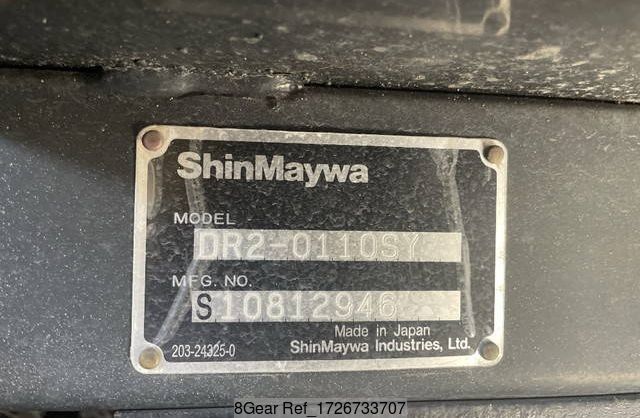 ShinMaywa
MODEL
DR2-0110SY
MFG. NO.
S10812946
Made in Japan
203-24325-0 ShinMaywa Industries, Ltd.
8Gear Ref_1726733707